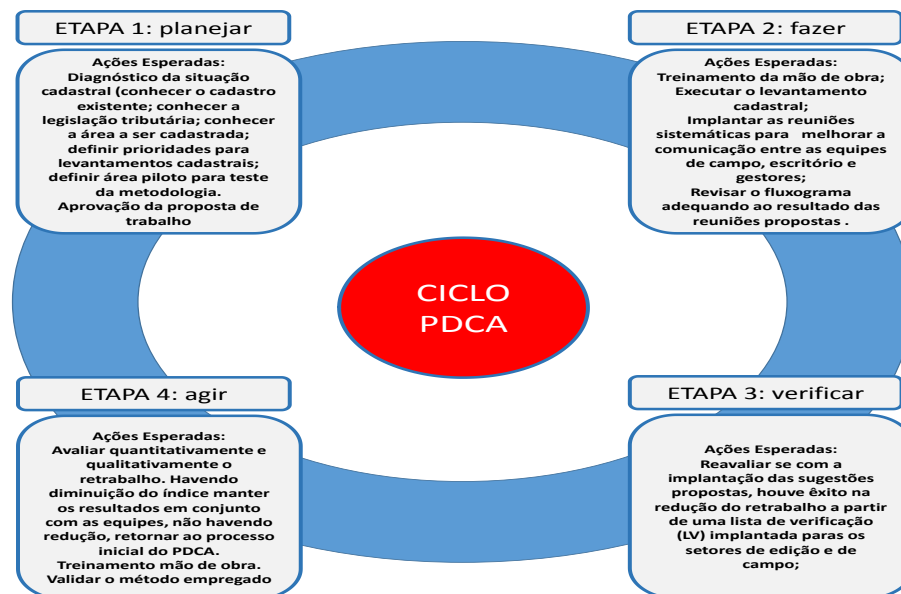 ETAPA 1: planejar
Ações Esperadas:
Diagnóstico da situação
cadastral (conhecer o cadastro
existente; conhecer a
legislação tributária; conhecer
a área a ser cadastrada;
definir prioridades para
levantamentos cadastrais;
definir área piloto para teste
da metodologia.
Aprovação da proposta de
trabalho
ETAPA 2: fazer
Ações Esperadas:
Treinamento da mão de obra;
Executar o levantamento
cadastral;
Implantar as reuniões
sistemáticas para melhorar a
comunicação entre as equipes
de campo, escritório e
gestores;
Revisar o fluxograma
adequando ao resultado das
reuniões propostas .
CICLO
PDCA
ETAPA 4: agir
Ações Esperadas:
Avaliar quantitativamente e
qualitativamente o
retrabalho. Havendo
diminuição do índice manter
os resultados em conjunto
com as equipes, não havendo
redução, retornar ao processo
inicial do PDCA.
Treinamento mão de obra.
Validar o método empregado
ETAPA 3: verificar
Ações Esperadas:
Reavaliar se com a
implantação das sugestões
propostas, houve êxito na
redução do retrabalho a partir
de uma lista de verificação
(LV) implantada paras os
setores de edição e de
campo;